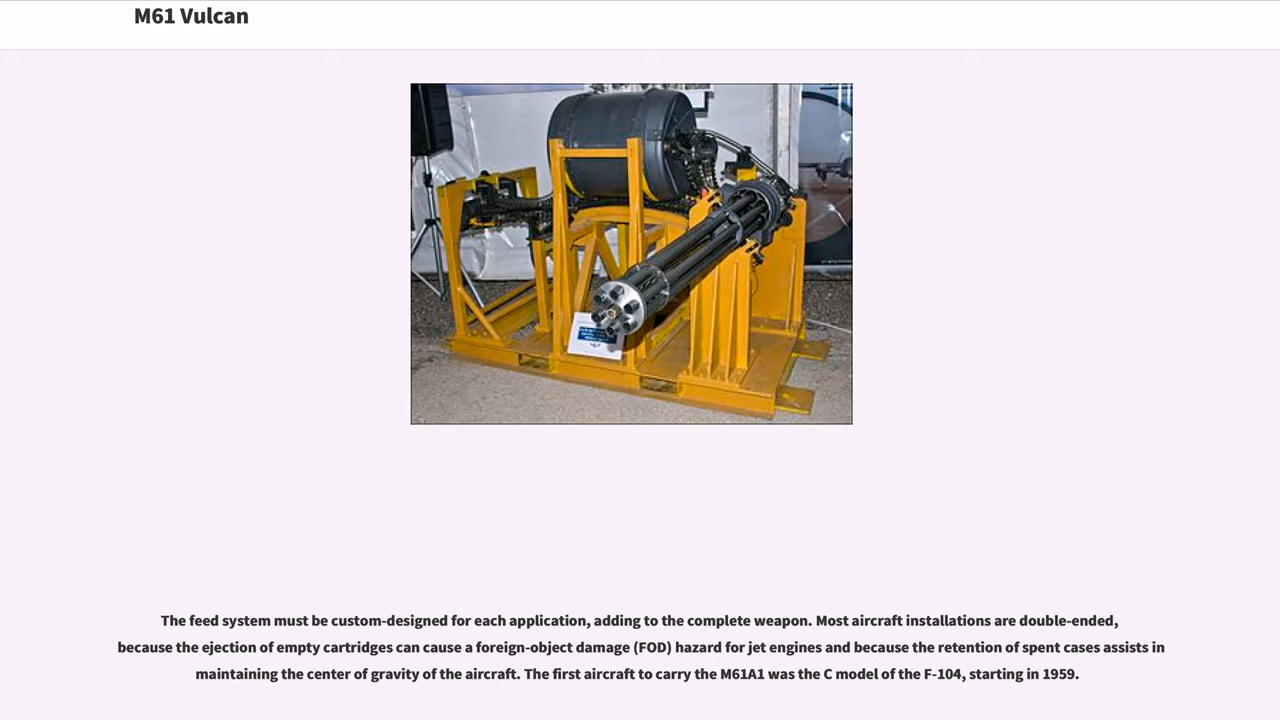 M61 Vulcan
The feed system must be custom-designed for each application, adding to the complete weapon. Most aircraft installations are double-ended,
because the ejection of empty cartridges can cause a foreign-object damage (FOD) hazard for jet engines and because the retention of spent cases assists in
maintaining the center of gravity of the aircraft. The first aircraft to carry the M61A1 was the C model of the F-104, starting in 1959.